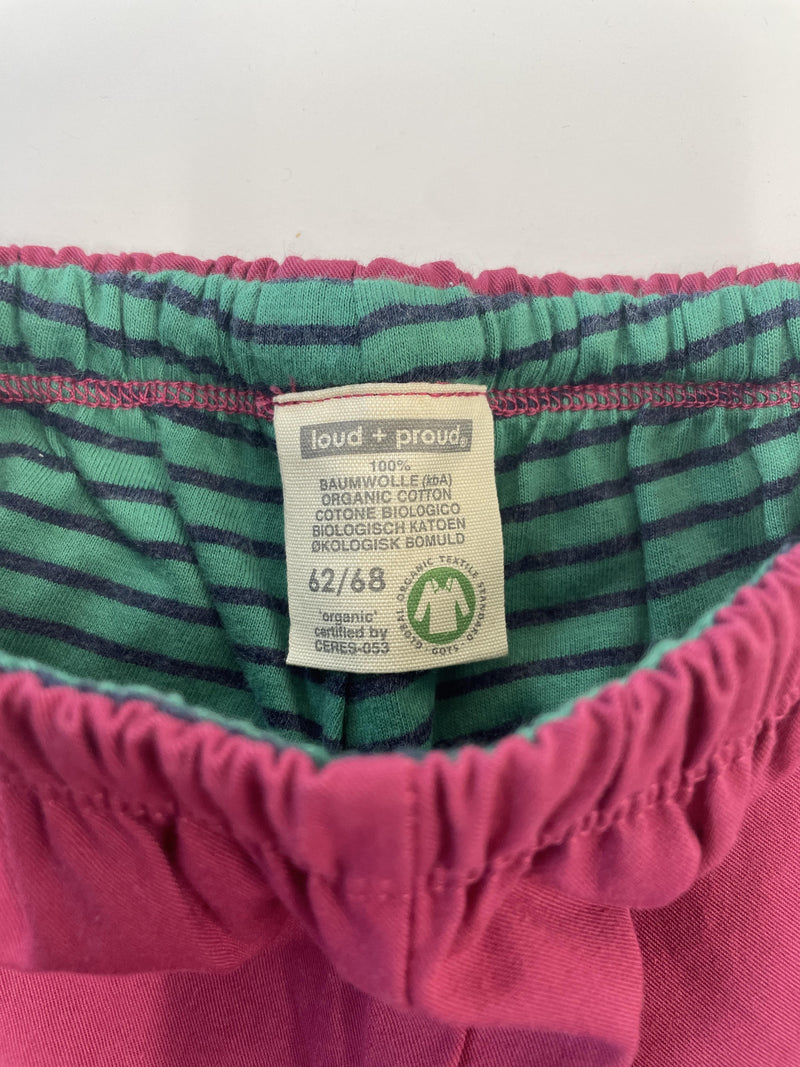 loud + proud®
100%
BAUMWOLLE (kbA)
ORGANIC COTTON
COTONE BIOLOGICO
BIOLOGISCH KATOEN
ØKOLOGISK BOMULD
62/68
'organic'
certified by
CERES-053
GLOBAL ORGANIC TEXTILE STANDARD
GOTS